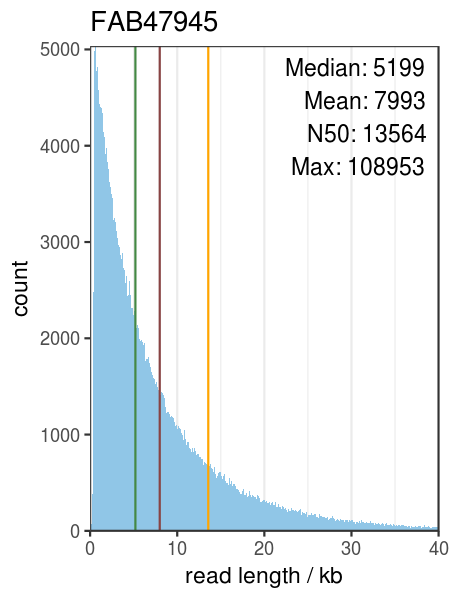 FAB47945
Median: 5199
Mean: 7993
N50: 13564
Max: 108953
5000
4000
3000
2000
1000
0
count
0 10 20 30 40
read length / kb